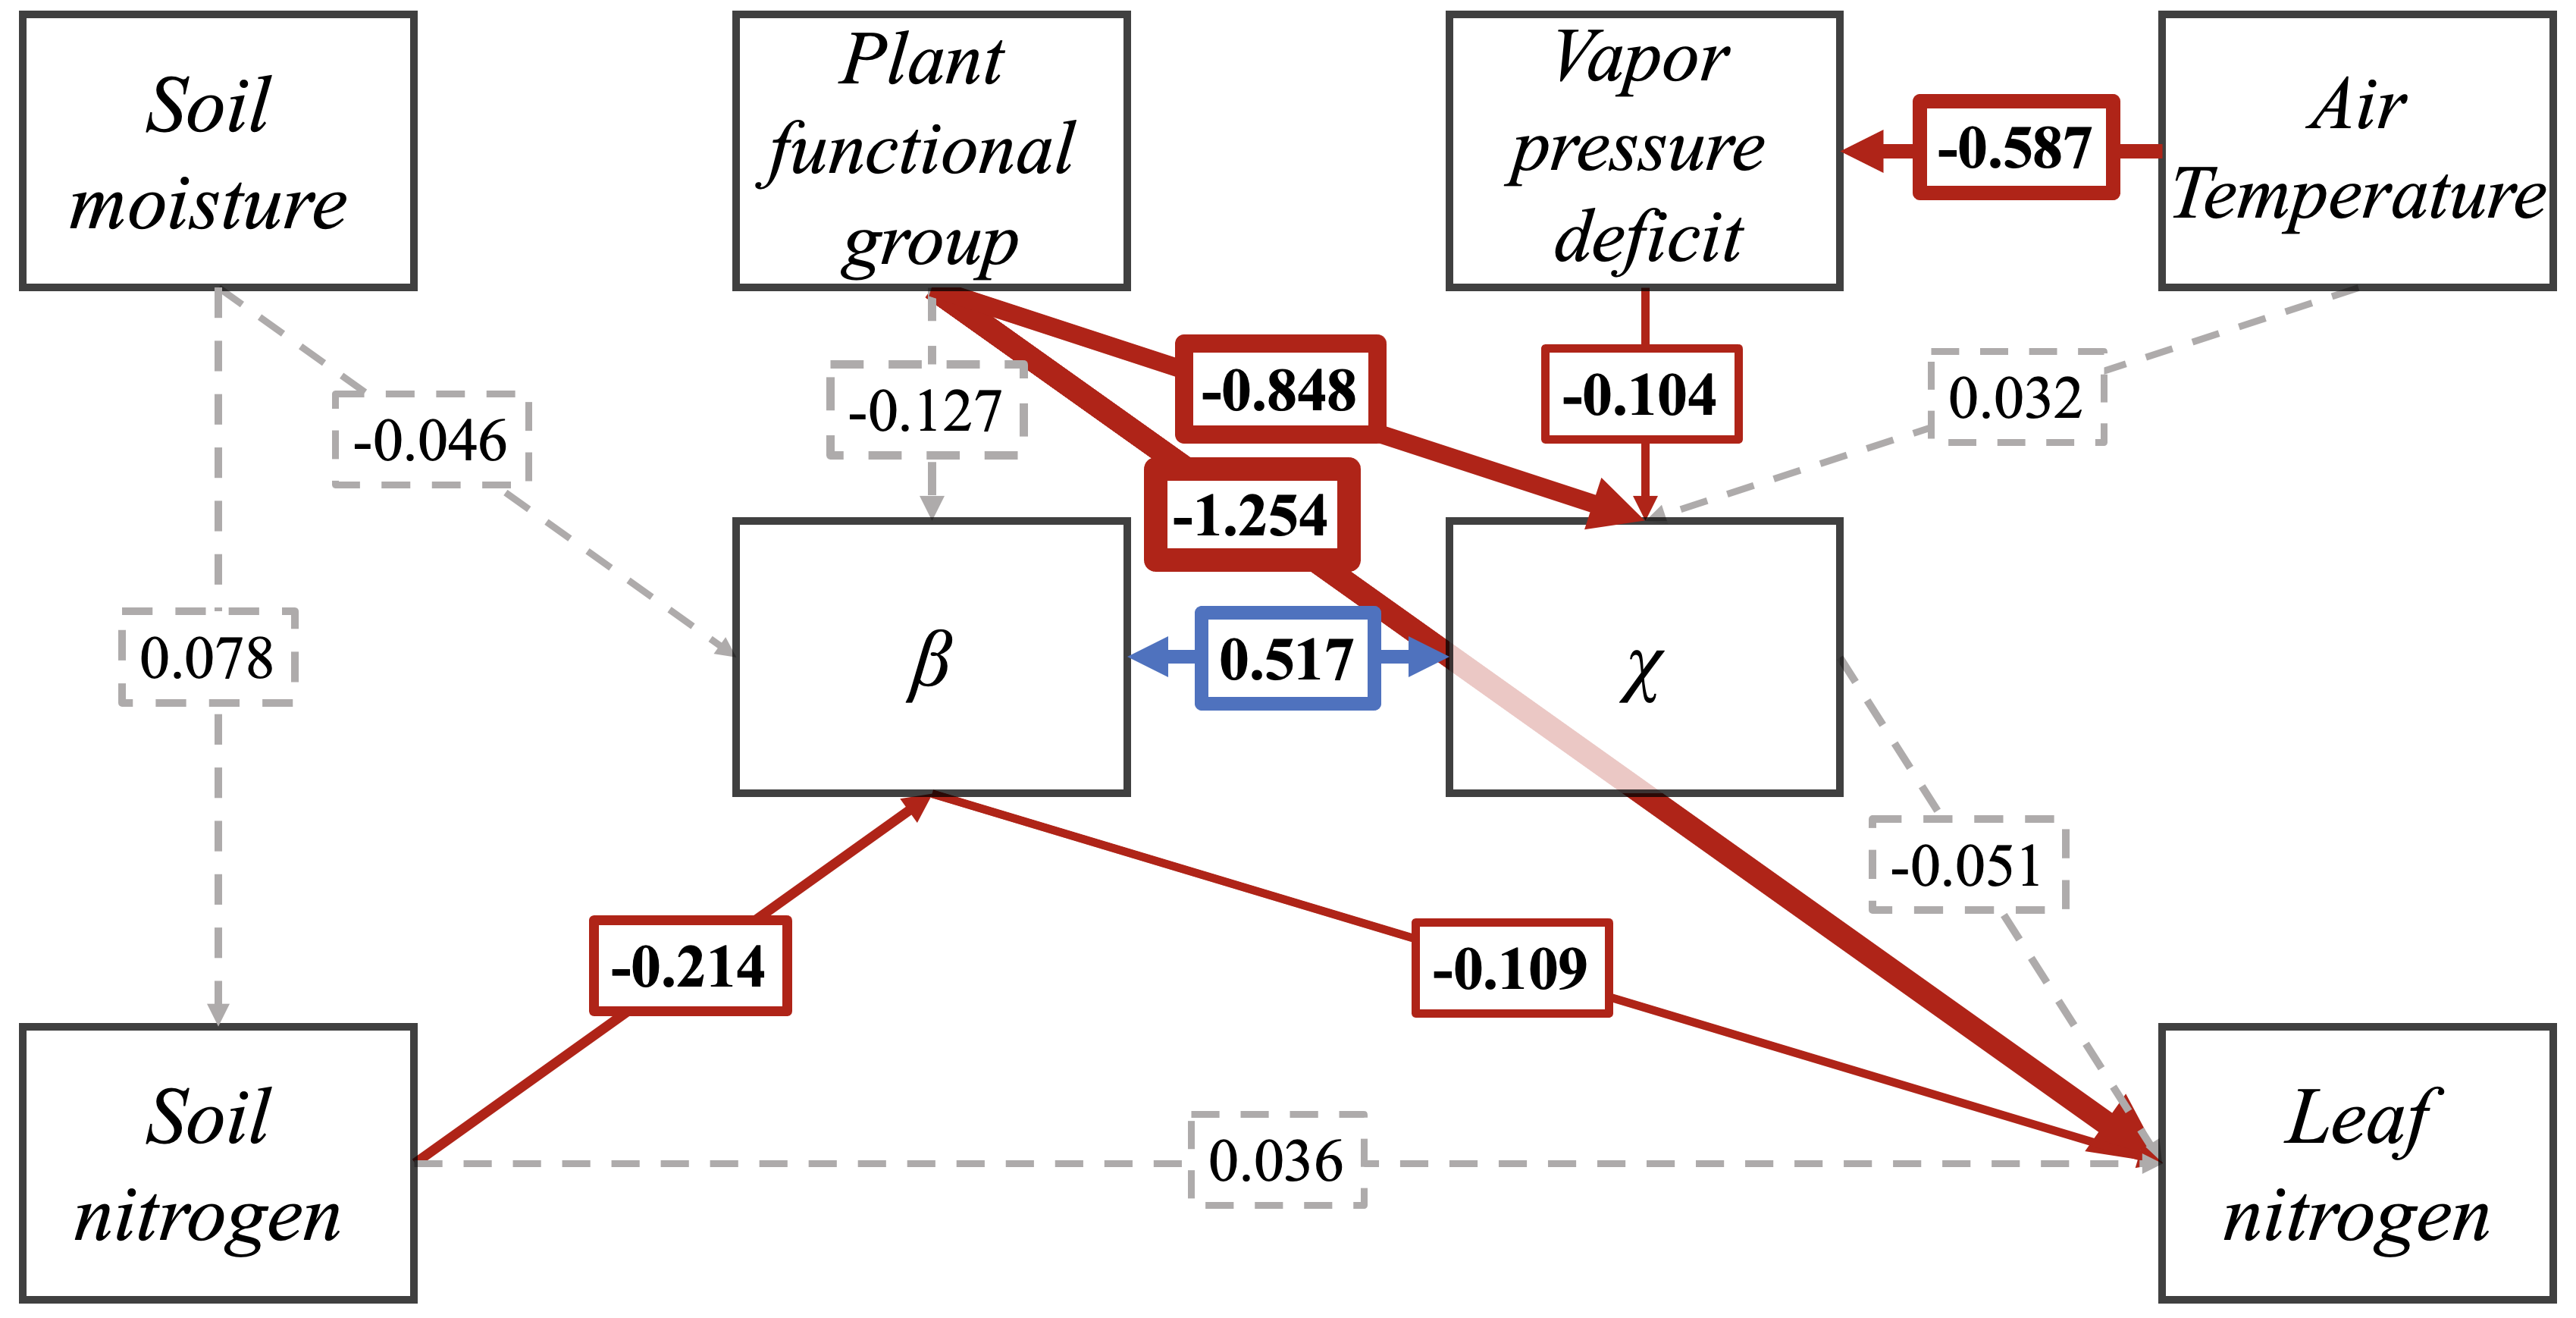 Soil
moisture
Plant
functional
group
Vapor
pressure
deficit
Air
Temperature
-0.587
-0.848
-0.104
0.032
-0.127
-0.046
-1.254
0.078
β
0.517
χ
-0.051
-0.214
-0.109
Soil
nitrogen
0.036
Leaf
nitrogen